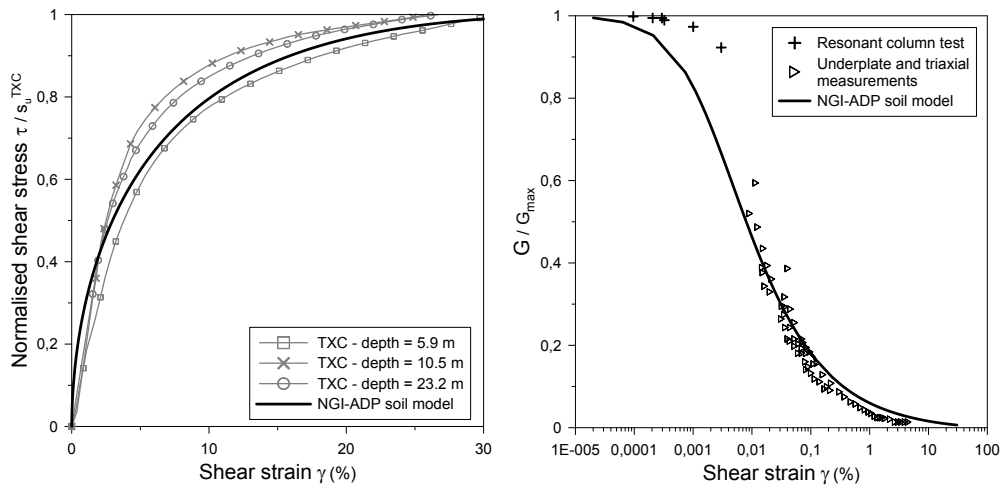 Normalised shear stress τ / s_u^TXC
1
0,8
0,6
0,4
0,2
0
0
10
20
30
Shear strain γ (%)
TXC - depth = 5.9 m
TXC - depth = 10.5 m
TXC - depth = 23.2 m
NGI-ADP soil model
G / G_max
1
0,8
0,6
0,4
0,2
0
1E-005
0,0001
0,001
0,01
0,1
1
10
100
Shear strain γ (%)
Resonant column test
Underplate and triaxial
measurements
NGI-ADP soil model